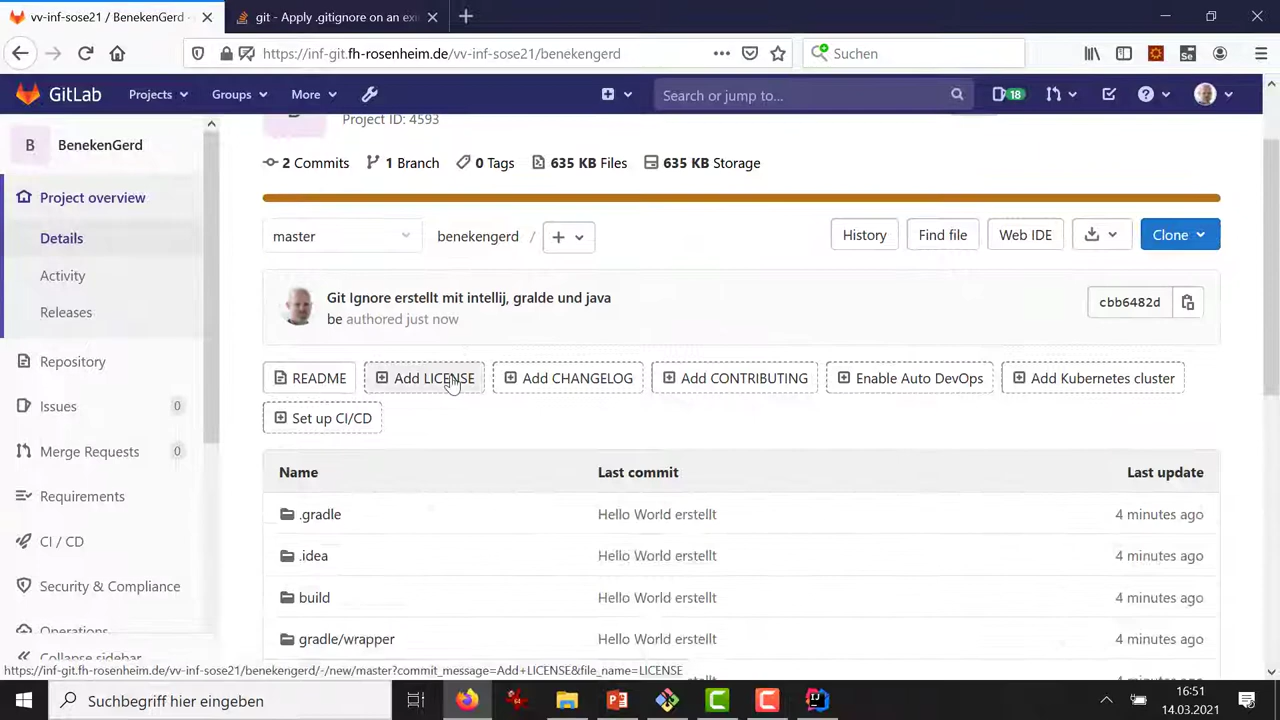 vv-inf-sose21 / BenekenGerd
git - Apply .gitignore on an exi
https://inf-git.fh-rosenheim.de/vv-inf-sose21/benekengerd
Suchen
GitLab
Projects
Groups
More
Search or jump to...
18
B
BenekenGerd
Project ID: 4593
2 Commits
1 Branch
0 Tags
635 KB Files
635 KB Storage
Project overview
Details
Activity
Releases
Repository
Issues
0
Merge Requests
0
Requirements
CI / CD
Security & Compliance
Operations
Collapse sidebar
master
benekengerd /
History
Find file
Web IDE
Clone
Git Ignore erstellt mit intellij, gralde und java
be authored just now
cbb6482d
README
Add LICENSE
Add CHANGELOG
Add CONTRIBUTING
Enable Auto DevOps
Add Kubernetes cluster
Set up CI/CD
Name Last commit Last update
.gradle Hello World erstellt 4 minutes ago
.idea Hello World erstellt 4 minutes ago
build Hello World erstellt 4 minutes ago
gradle/wrapper Hello World erstellt 4 minutes ago
https://inf-git.fh-rosenheim.de/vv-inf-sose21/benekengerd/-/new/master?commit_message=Add+LICENSE&file_name=LICENSE
Suchbegriff hier eingeben
16:51
14.03.2021